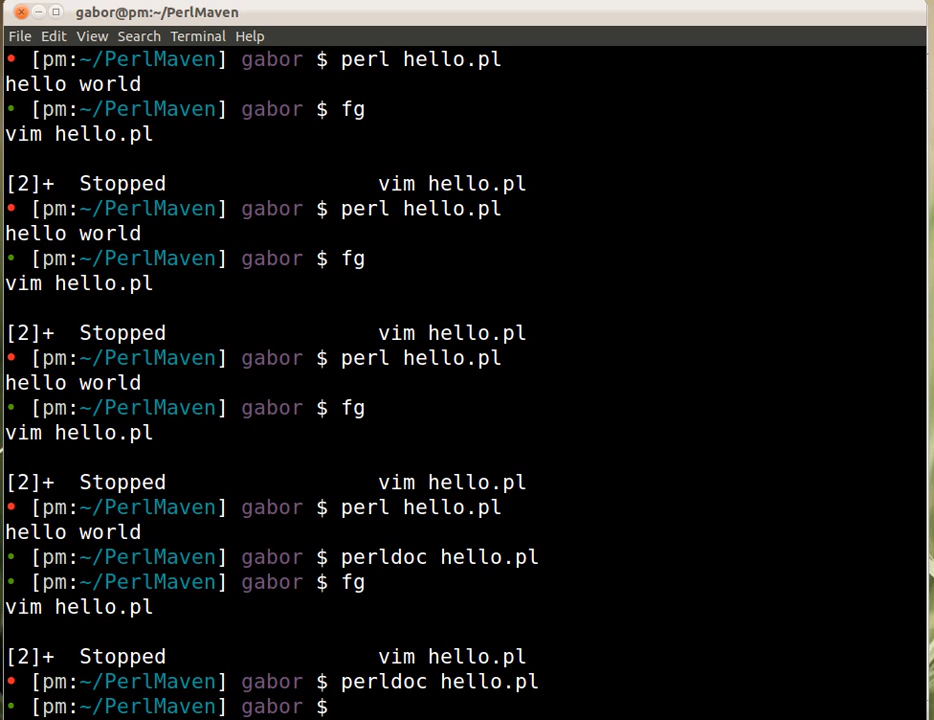 gabor@pm:~/PerlMaven
File Edit View Search Terminal Help
• [pm:~/PerlMaven] gabor $ perl hello.pl
hello world
• [pm:~/PerlMaven] gabor $ fg
vim hello.pl
[2]+  Stopped                 vim hello.pl
• [pm:~/PerlMaven] gabor $ perl hello.pl
hello world
• [pm:~/PerlMaven] gabor $ fg
vim hello.pl
[2]+  Stopped                 vim hello.pl
• [pm:~/PerlMaven] gabor $ perl hello.pl
hello world
• [pm:~/PerlMaven] gabor $ fg
vim hello.pl
[2]+  Stopped                 vim hello.pl
• [pm:~/PerlMaven] gabor $ perl hello.pl
hello world
• [pm:~/PerlMaven] gabor $ perldoc hello.pl
• [pm:~/PerlMaven] gabor $ fg
vim hello.pl
[2]+  Stopped                 vim hello.pl
• [pm:~/PerlMaven] gabor $ perldoc hello.pl
• [pm:~/PerlMaven] gabor $